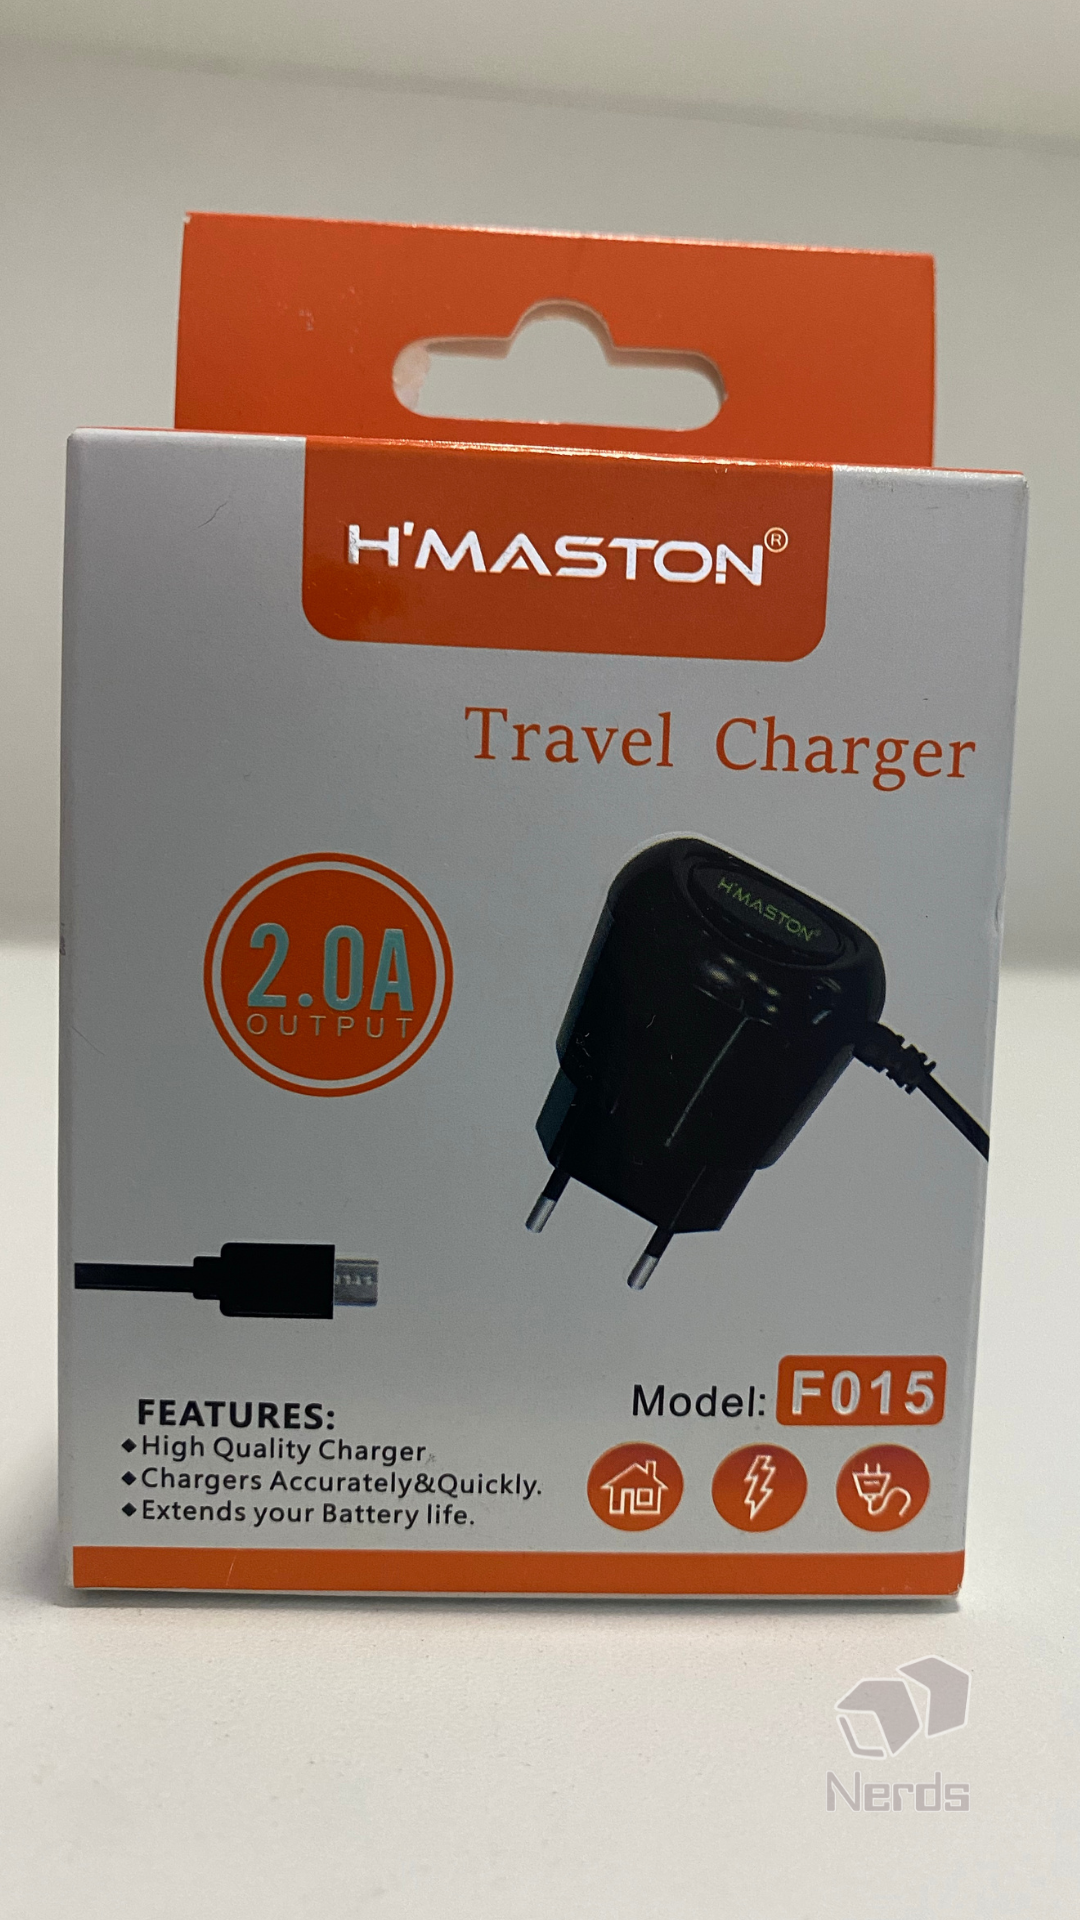 H'MASTON®
Travel Charger
2.0A
OUTPUT
H'MASTON®
Model: F015
FEATURES:
◆High Quality Charger
◆Chargers Accurately&Quickly.
◆Extends your Battery life.
Nerds